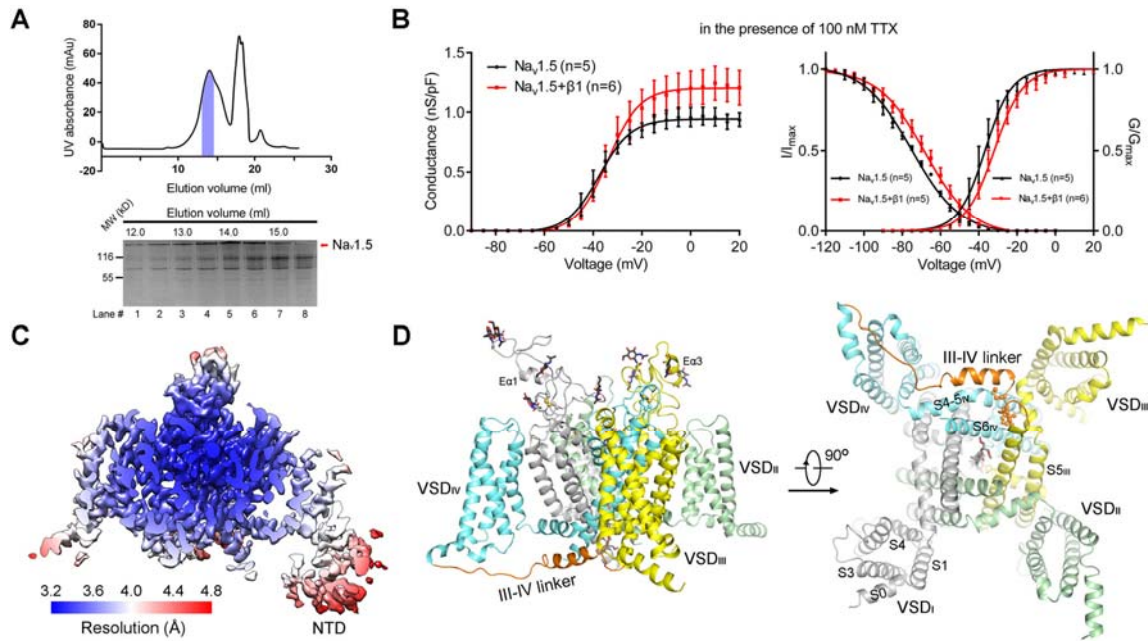 A
UV absorbance (mAu)
80
60
40
20
0
-20
10
20
30
Elution volume (ml)
MW (kD)
Elution volume (ml)
12.0 13.0 14.0 15.0
Naᵥ1.5
116
55
Lane # 1 2 3 4 5 6 7 8
B
in the presence of 100 nM TTX
Conductance (nS/pF)
1.5
1.0
0.5
0.0
Naᵥ1.5 (n=5)
Naᵥ1.5+β1 (n=6)
-80 -60 -40 -20 0 20
Voltage (mV)
I/Imax
1.0
0.5
0.0
Naᵥ1.5 (n=5)
Naᵥ1.5+β1 (n=5)
Naᵥ1.5 (n=5)
Naᵥ1.5+β1 (n=6)
1.0
0.5
0.0
G/Gmax
-120 -100 -80 -60 -40 -20 0 20
Voltage (mV)
C
3.2 3.6 4.0 4.4 4.8
Resolution (Å)
NTD
D
Eα1
Eα3
VSDIV
VSDII
VSDIII
III-IV linker
90°
III-IV linker
VSDIV
S4-5IV
S6IV
VSDIII
S5III
VSDII
S4
S1
S3
S0
VSDI